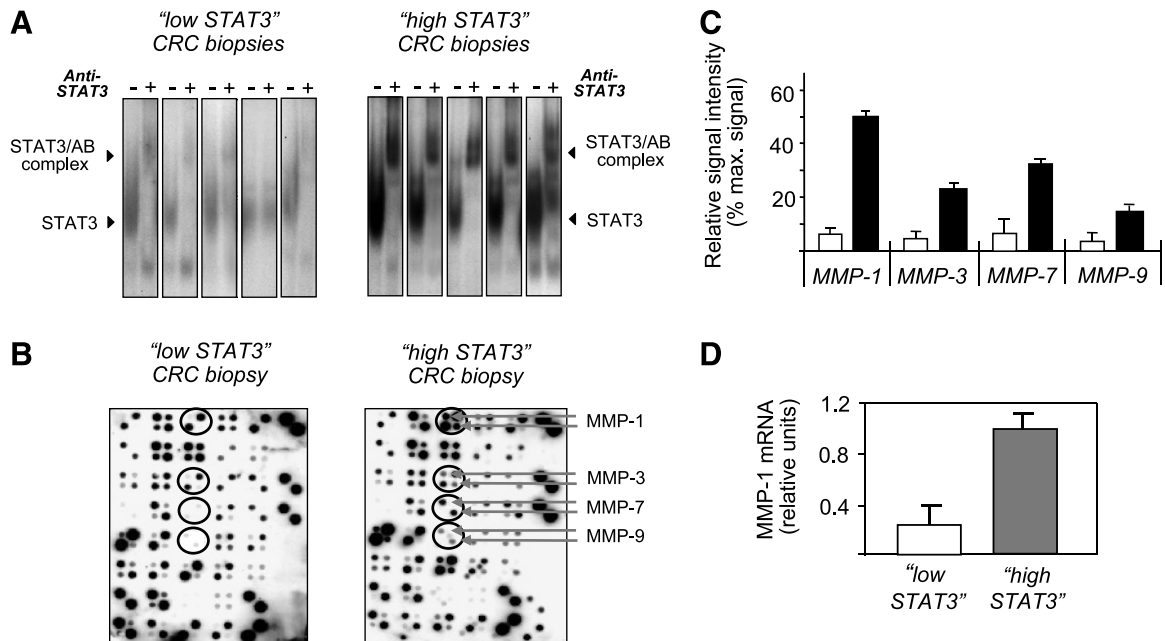 A
"low STAT3"
CRC biopsies
"high STAT3"
CRC biopsies
Anti-
STAT3
- + - + - + - + - +
- + - + - + - + - +
Anti-
STAT3
STAT3/AB
complex
STAT3
STAT3/AB
complex
STAT3
B
"low STAT3"
CRC biopsy
"high STAT3"
CRC biopsy
MMP-1
MMP-3
MMP-7
MMP-9
C
Relative signal intensity
(% max. signal)
60
40
20
MMP-1 MMP-3 MMP-7 MMP-9
D
MMP-1 mRNA
(relative units)
1.2
0.8
0.4
"low
STAT3"
"high
STAT3"